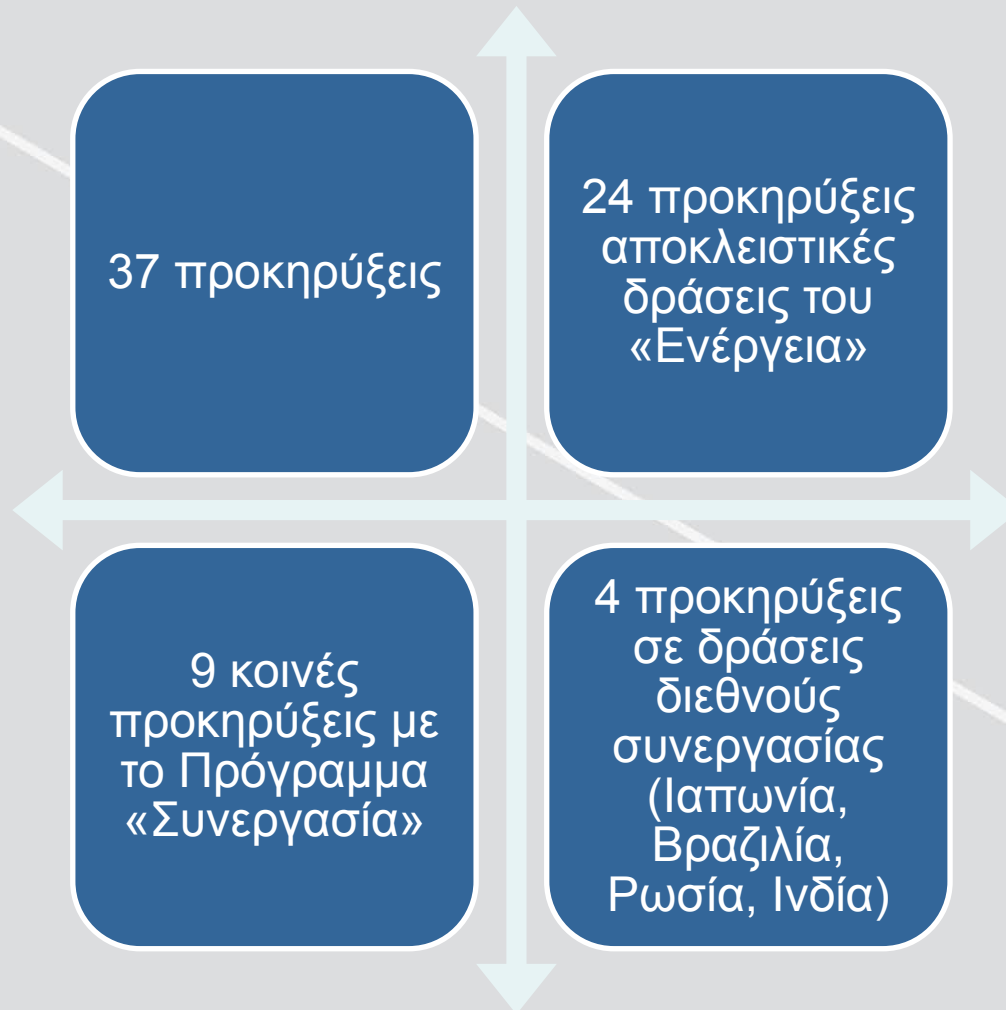 37 προκηρύξεις
24 προκηρύξεις
αποκλειστικές
δράσεις του
«Ενέργεια»
9 κοινές
προκηρύξεις με
το Πρόγραμμα
«Συνεργασία»
4 προκηρύξεις
σε δράσεις
διεθνούς
συνεργασίας
(Ιαπωνία,
Βραζιλία,
Ρωσία, Ινδία)